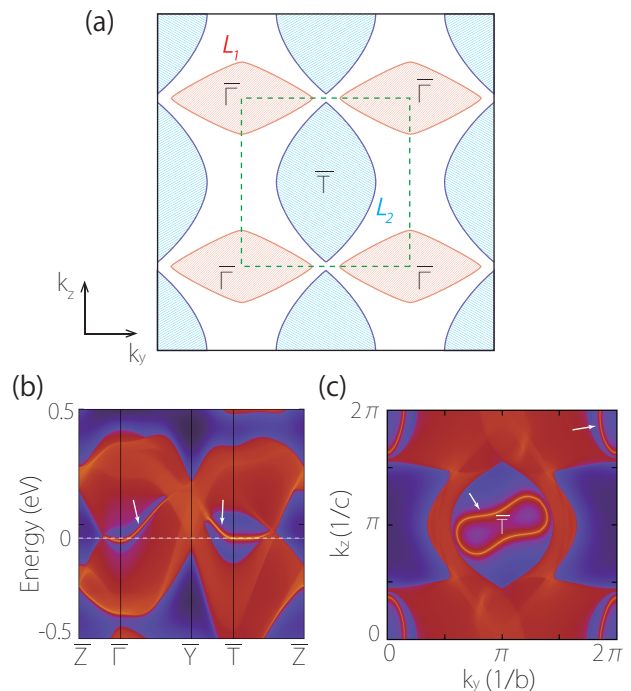 (a)
L1
Γ̅ Γ̅
T̅
L2
Γ̅ Γ̅
kz
ky
(b)
0.5
0
-0.5
Energy (eV)
Z̅ Γ̅ Y̅ T̅ Z̅
(c)
2π
π
0
kz (1/c)
T̅
0 π 2π
ky (1/b)